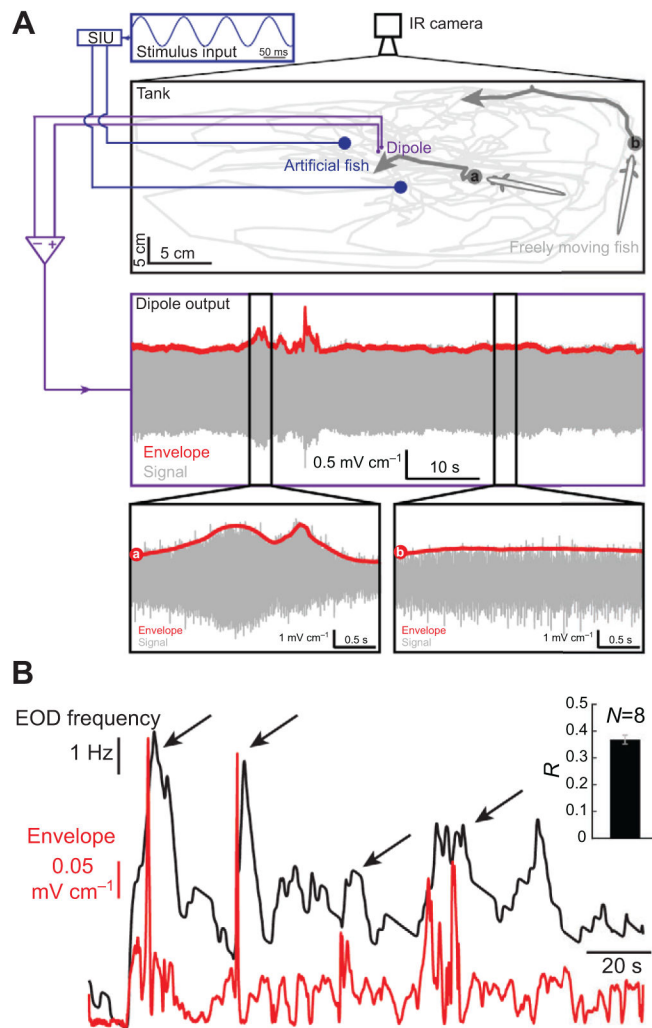 A
SIU
Stimulus input
50 ms
IR camera
Tank
Dipole
Artificial fish
a
b
5 cm
5 cm
Freely moving fish
– +
Dipole output
Envelope
Signal
0.5 mV cm⁻¹
10 s
a
Envelope
Signal
1 mV cm⁻¹
0.5 s
b
Envelope
Signal
1 mV cm⁻¹
0.5 s
B
EOD frequency
1 Hz
Envelope
0.05
mV cm⁻¹
0.5
0.4
0.3
0.2
0.1
0
R
N=8
20 s